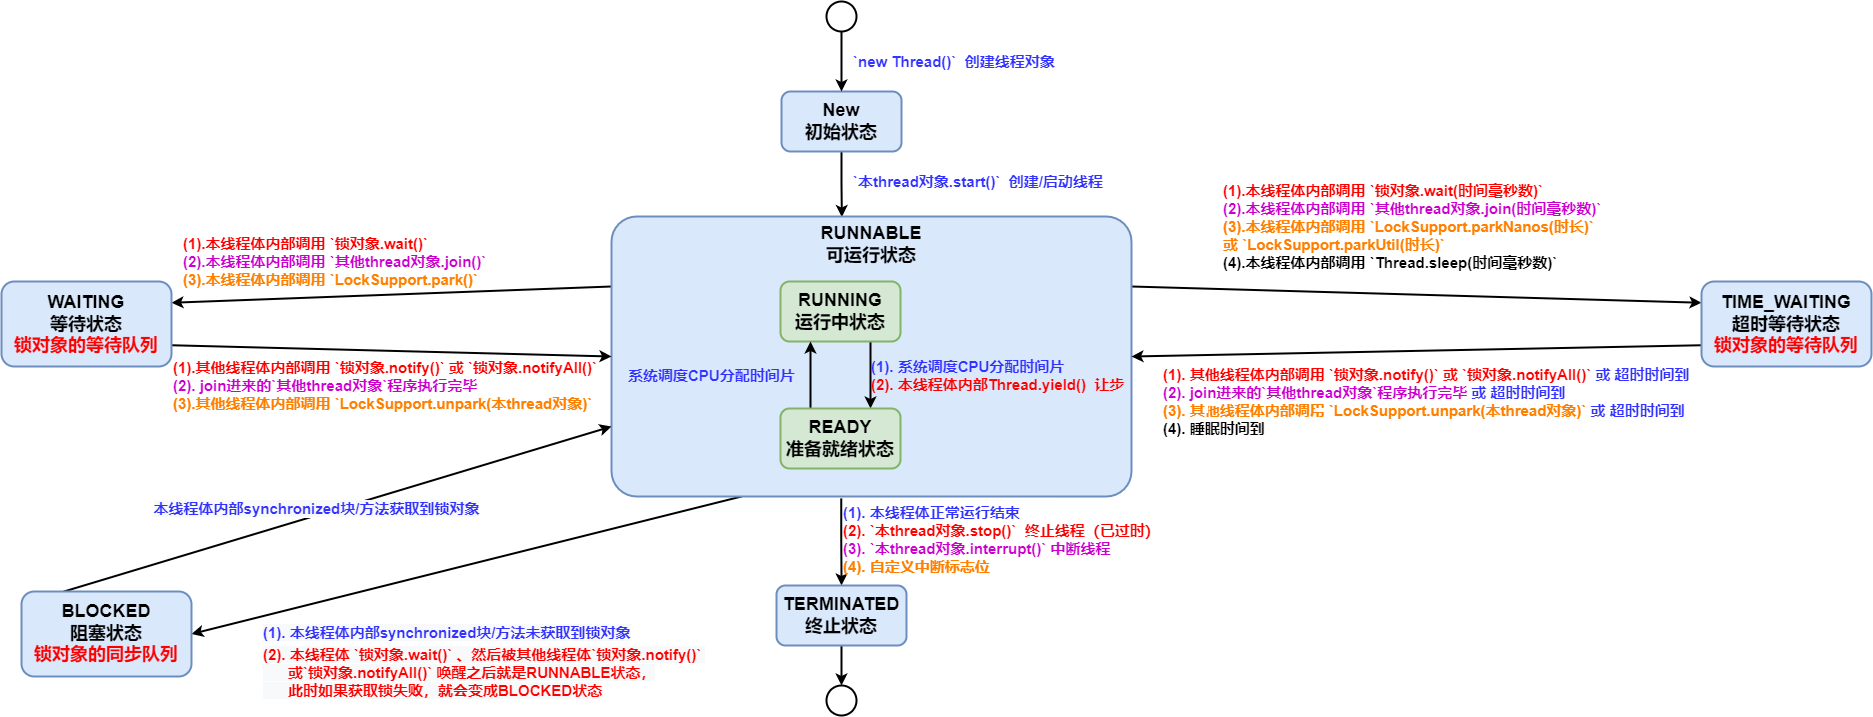 `new Thread()` 创建线程对象
New
初始状态
`本thread对象.start()` 创建/启动线程
(1).本线程体内部调用 `锁对象.wait()`
(2).本线程体内部调用 `其他thread对象.join()`
(3).本线程体内部调用 `LockSupport.park()`
WAITING
等待状态
锁对象的等待队列
(1).其他线程体内部调用 `锁对象.notify()` 或 `锁对象.notifyAll()`
(2). join进来的`其他thread对象`程序执行完毕
(3).其他线程体内部调用 `LockSupport.unpark(本thread对象)`
RUNNABLE
可运行状态
RUNNING
运行中状态
系统调度CPU分配时间片
(1). 系统调度CPU分配时间片
(2). 本线程体内部Thread.yield() 让步
READY
准备就绪状态
(1).本线程体内部调用 `锁对象.wait(时间毫秒数)`
(2).本线程体内部调用 `其他thread对象.join(时间毫秒数)`
(3).本线程体内部调用 `LockSupport.parkNanos(时长)`
或 `LockSupport.parkUtil(时长)`
(4).本线程体内部调用 `Thread.sleep(时间毫秒数)`
TIME_WAITING
超时等待状态
锁对象的等待队列
(1). 其他线程体内部调用 `锁对象.notify()` 或 `锁对象.notifyAll()` 或 超时时间到
(2). join进来的`其他thread对象`程序执行完毕 或 超时时间到
(3). 其他线程体内部调用 `LockSupport.unpark(本thread对象)` 或 超时时间到
(4). 睡眠时间到
本线程体内部synchronized块/方法获取到锁对象
BLOCKED
阻塞状态
锁对象的同步队列
(1). 本线程体内部synchronized块/方法未获取到锁对象
(2). 本线程体 `锁对象.wait()` 、然后被其他线程体`锁对象.notify()`
或`锁对象.notifyAll()` 唤醒之后就是RUNNABLE状态，
此时如果获取锁失败，就会变成BLOCKED状态
(1). 本线程体正常运行结束
(2). `本thread对象.stop()` 终止线程（已过时）
(3). `本thread对象.interrupt()` 中断线程
(4). 自定义中断标志位
TERMINATED
终止状态